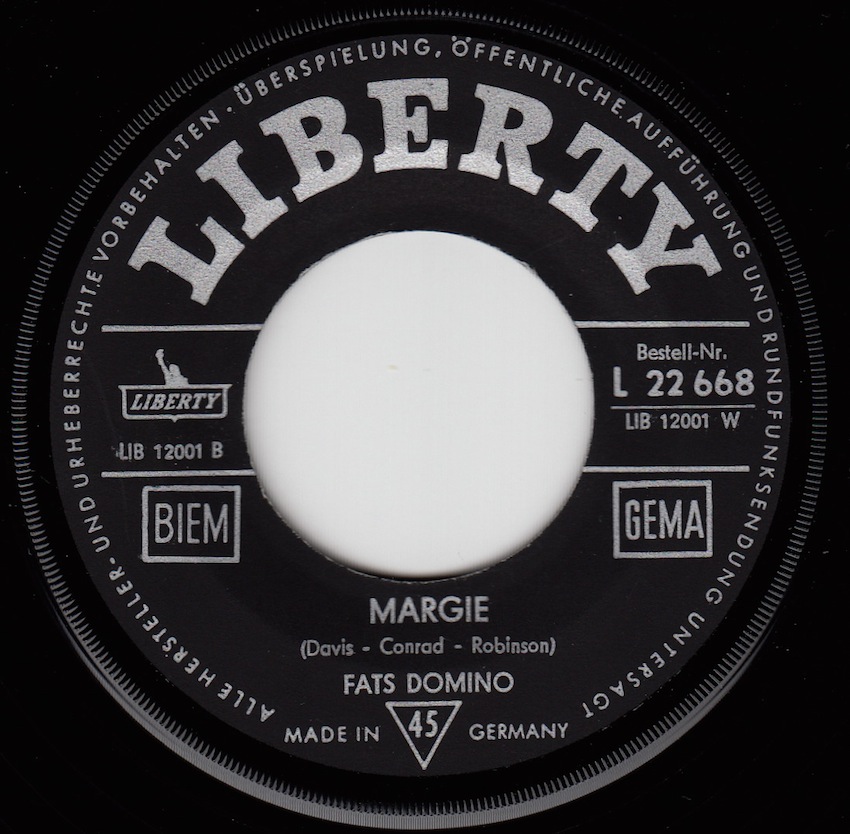 ALLE HERSTELLER- UND URHEBERRECHTE VORBEHALTEN · ÜBERSPIELUNG, ÖFFENTLICHE AUFFÜHRUNG UND RUNDFUNKSENDUNG UNTERSAGT
LIBERTY
LIBERTY
LIB 12001 B
Bestell-Nr.
L 22 668
LIB 12001 W
BIEM
GEMA
MARGIE
(Davis - Conrad - Robinson)
FATS DOMINO
MADE IN 45 GERMANY